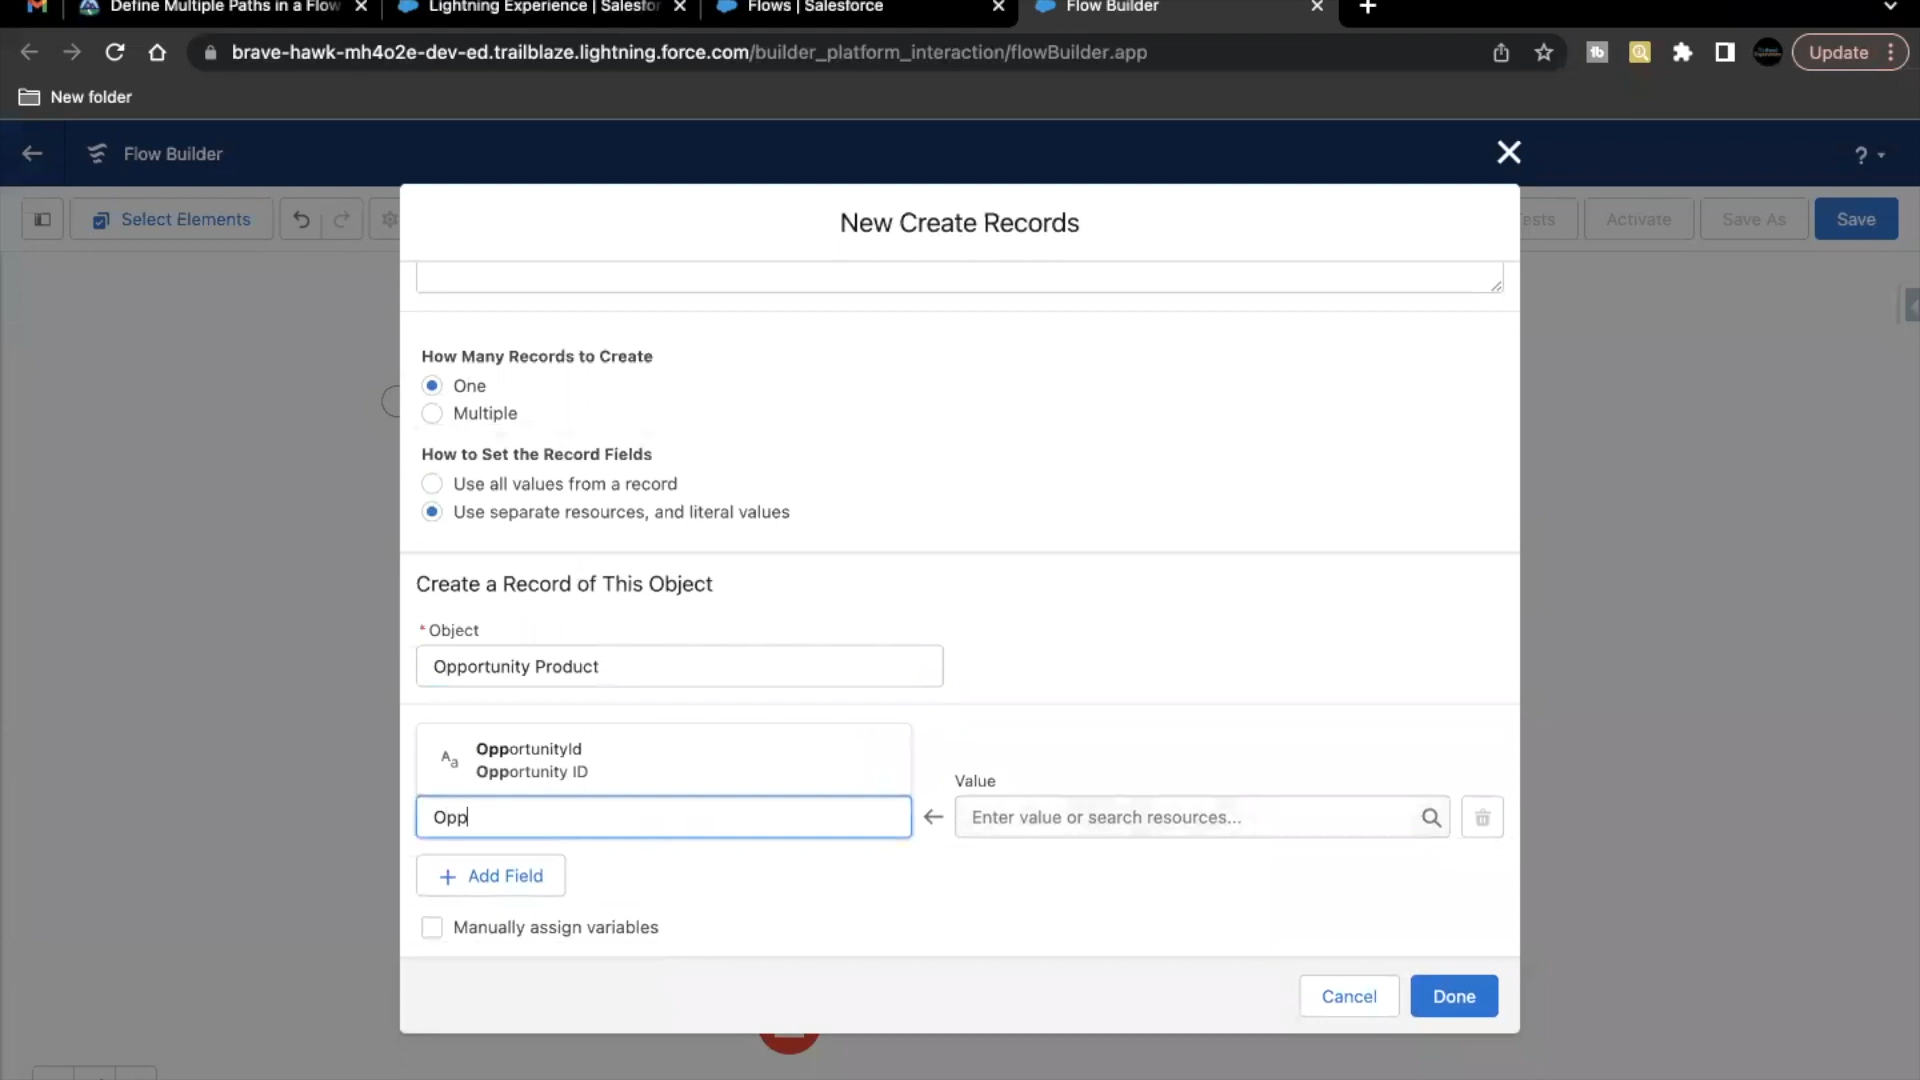 Define Multiple Paths in a Flow
Lightning Experience | Salesfor
Flows | Salesforce
Flow Builder
brave-hawk-mh4o2e-dev-ed.trailblaze.lightning.force.com/builder_platform_interaction/flowBuilder.app
Update
New folder
Flow Builder
?
Select Elements
ests
Activate
Save As
Save
New Create Records
How Many Records to Create
One
Multiple
How to Set the Record Fields
Use all values from a record
Use separate resources, and literal values
Create a Record of This Object
* Object
Opportunity Product
Aa
OpportunityId
Opportunity ID
Value
Opp
Enter value or search resources...
Add Field
Manually assign variables
Cancel
Done